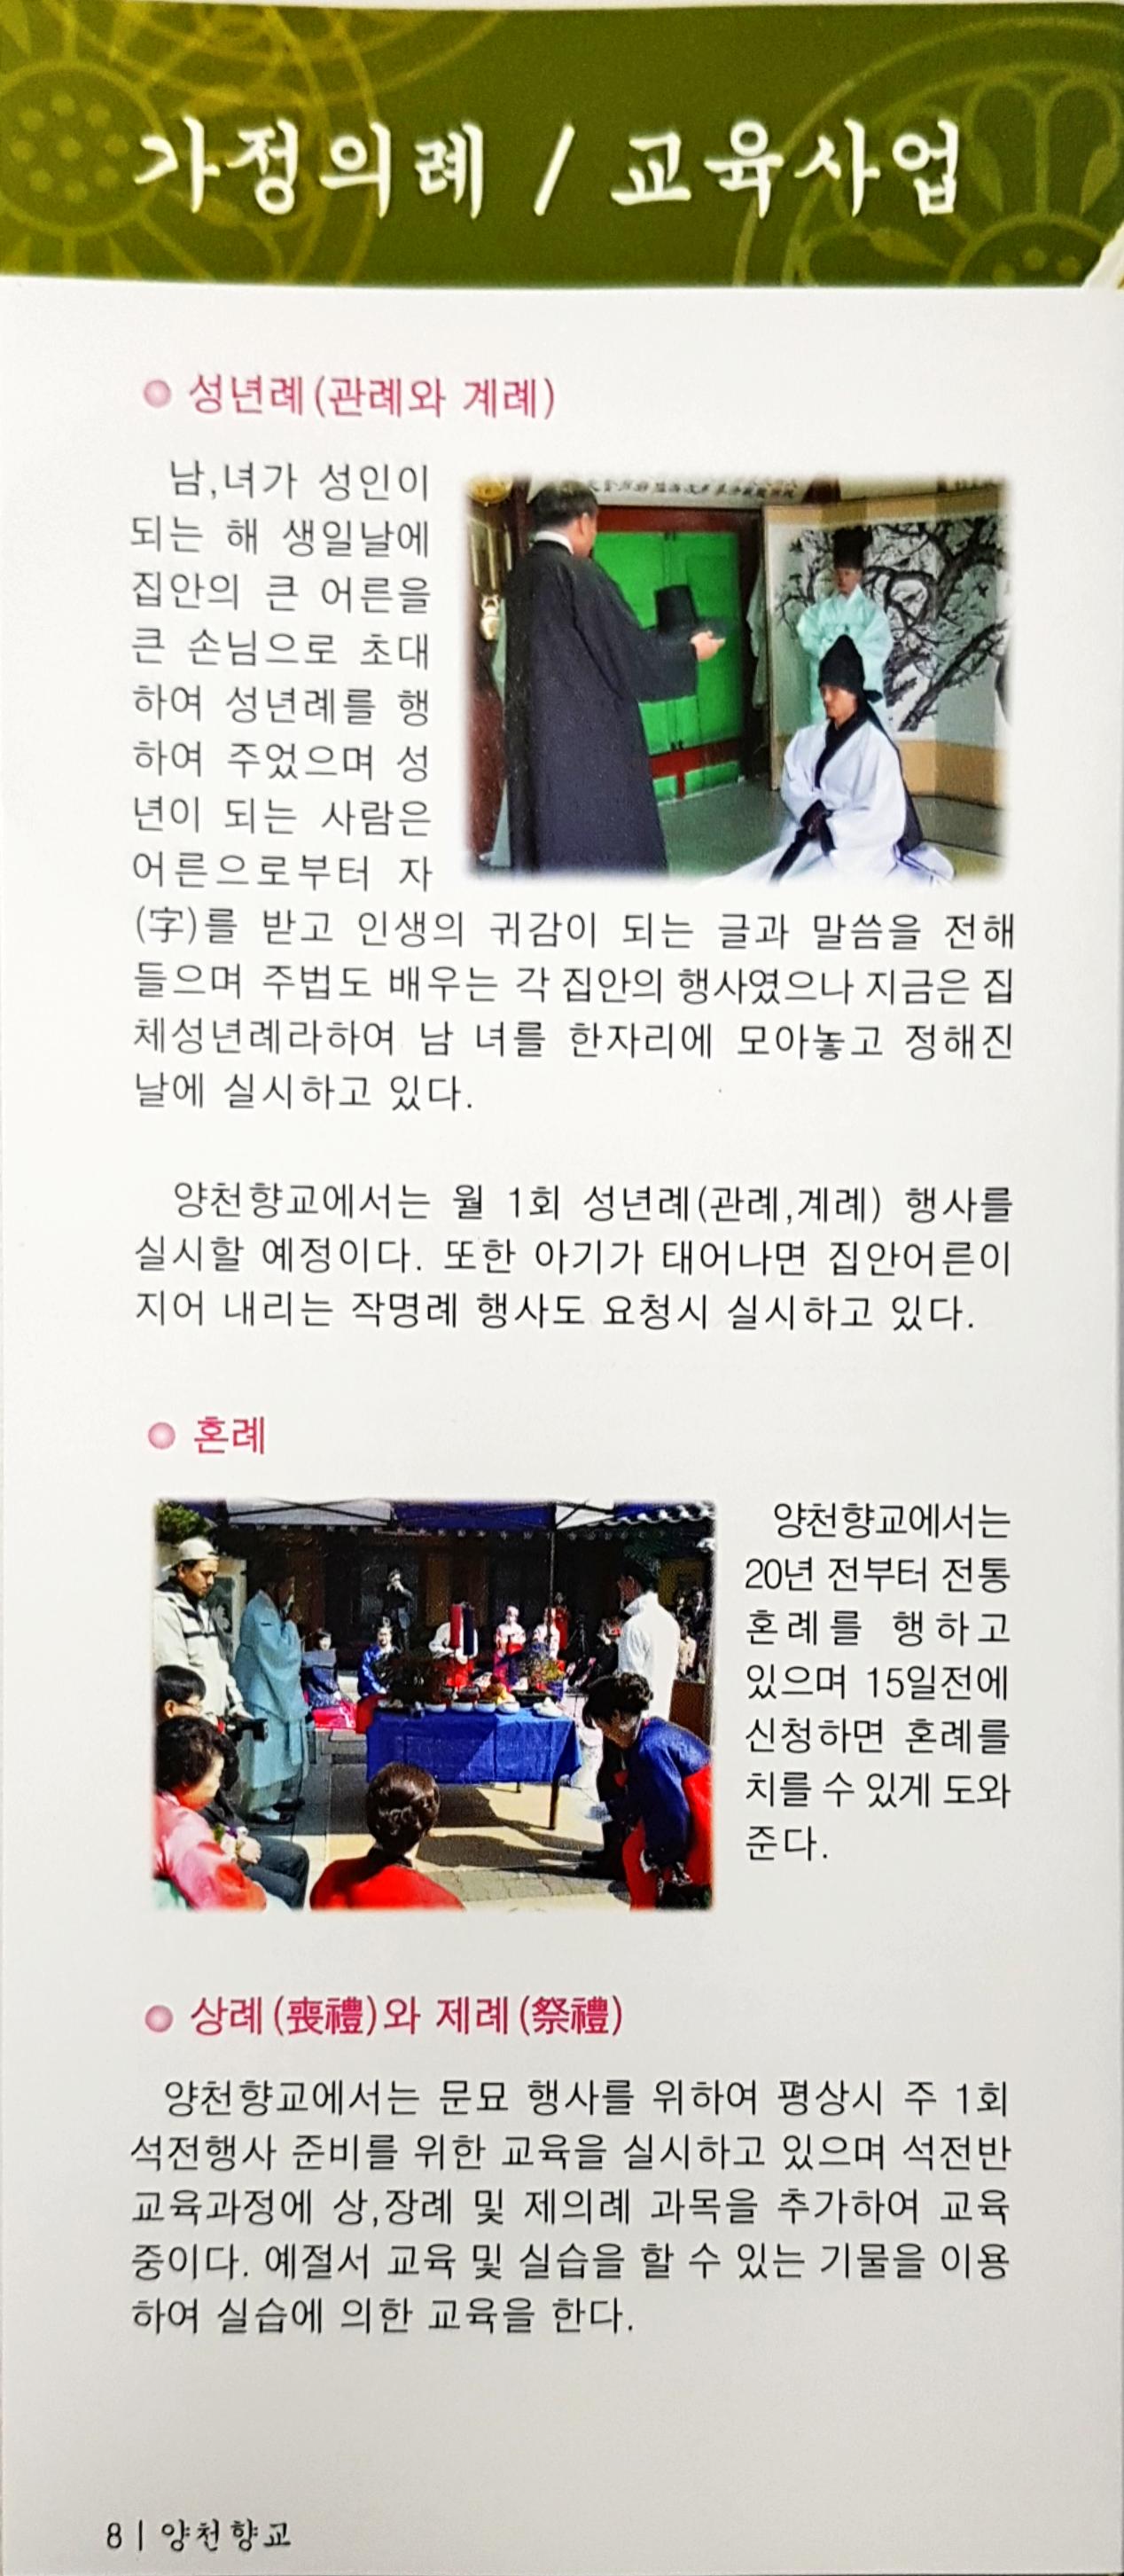 가정의례 / 교육사업
성년례(관례와 계례)
남,녀가 성인이
되는 해 생일날에
집안의 큰 어른을
큰 손님으로 초대
하여 성년례를 행
하여 주었으며 성
년이 되는 사람은
어른으로부터 자
(字)를 받고 인생의 귀감이 되는 글과 말씀을 전해
들으며 주법도 배우는 각 집안의 행사였으나 지금은 집
체성년례라하여 남 녀를 한자리에 모아놓고 정해진
날에 실시하고 있다.
양천향교에서는 월 1회 성년례(관례,계례) 행사를
실시할 예정이다. 또한 아기가 태어나면 집안어른이
지어 내리는 작명례 행사도 요청시 실시하고 있다.
혼례
양천향교에서는
20년 전부터 전통
혼례를 행하고
있으며 15일전에
신청하면 혼례를
치를 수 있게 도와
준다.
상례(喪禮)와 제례(祭禮)
양천향교에서는 문묘 행사를 위하여 평상시 주 1회
석전행사 준비를 위한 교육을 실시하고 있으며 석전반
교육과정에 상,장례 및 제의례 과목을 추가하여 교육
중이다. 예절서 교육 및 실습을 할 수 있는 기물을 이용
하여 실습에 의한 교육을 한다.
8 | 양천향교